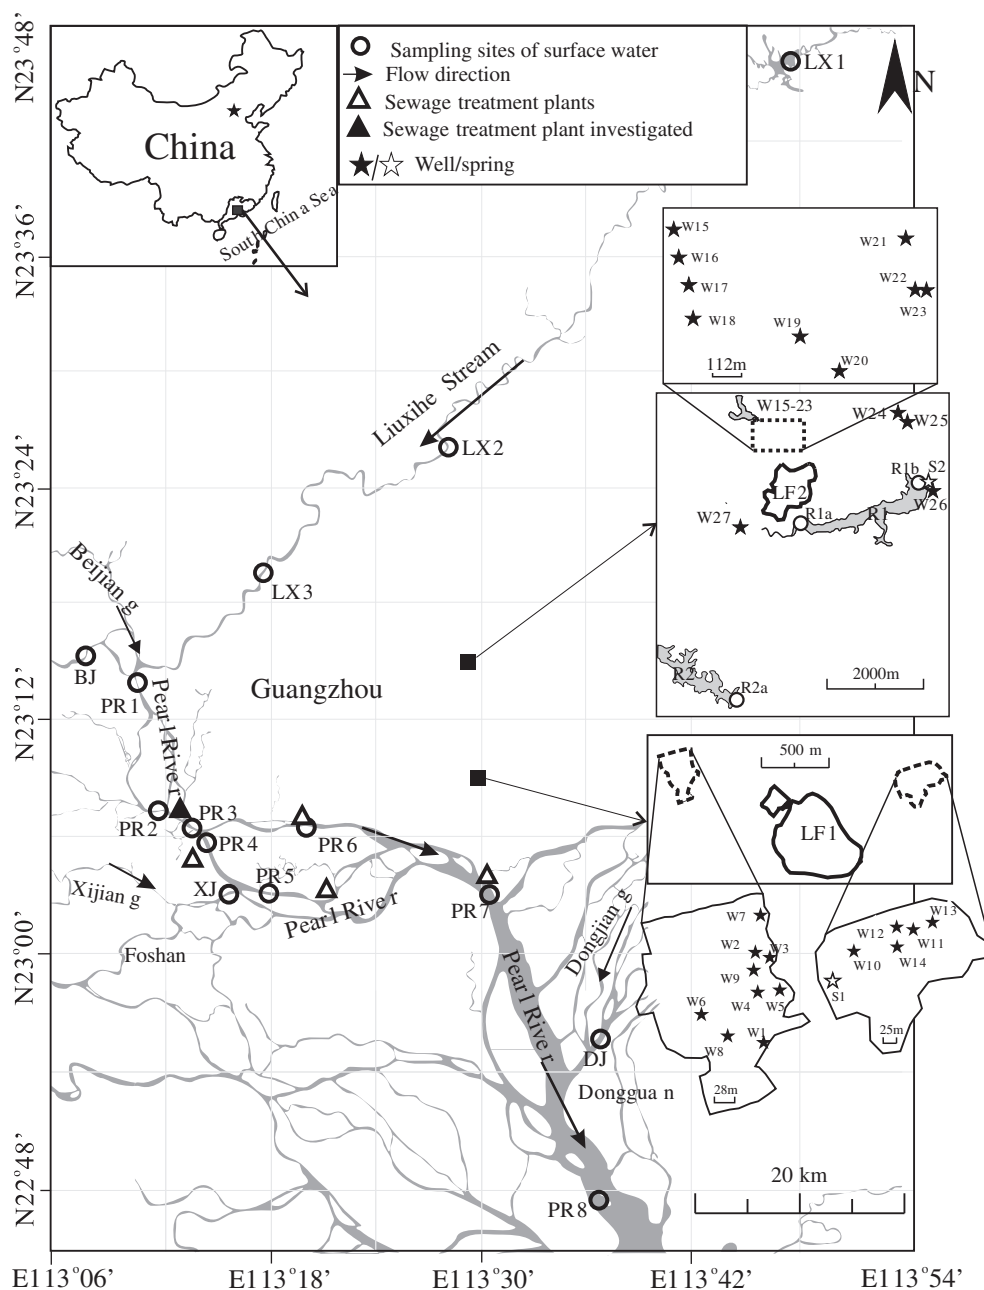 N23°48'
N23°36'
N23°24'
N23°12'
N23°00'
N22°48'
E113°06'
E113°18'
E113°30'
E113°42'
E113°54'
China
South China Sea
Sampling sites of surface water
Flow direction
Sewage treatment plants
Sewage treatment plant investigated
/
Well/spring
LX1
N
W15
W16
W17
W18
W19
W20
W21
W22
W23
112m
W15-23
W24
W25
R1b
S2
LF2
W26
W27
R1a
R1
R2
R2a
2000m
Liuxihe Stream
LX2
LX3
Beijiang
BJ
PR1
Pearl River
Guangzhou
PR2
PR3
PR4
PR6
XJ
PR5
Xijiang
Pearl River
PR7
Foshan
Dongjiang
Pearl River
DJ
Dongguan
PR8
500 m
LF1
W7
W2
W3
W9
W4
W5
W6
W8
W1
28m
W13
W12
W11
W10
W14
S1
25m
20 km